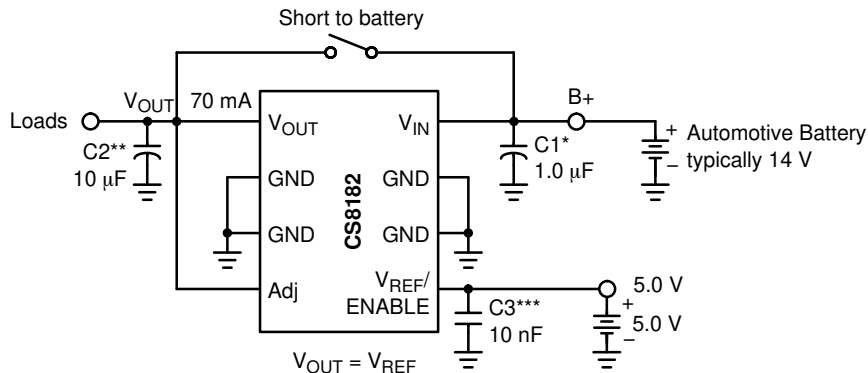 Short to battery
Loads
V_OUT
70 mA
B+
V_OUT
V_IN
C2**
10 μF
C1*
1.0 μF
+
−
Automotive Battery
typically 14 V
GND
GND
GND
GND
CS8182
Adj
V_REF/
ENABLE
C3***
10 nF
5.0 V
+
5.0 V
−
V_OUT = V_REF